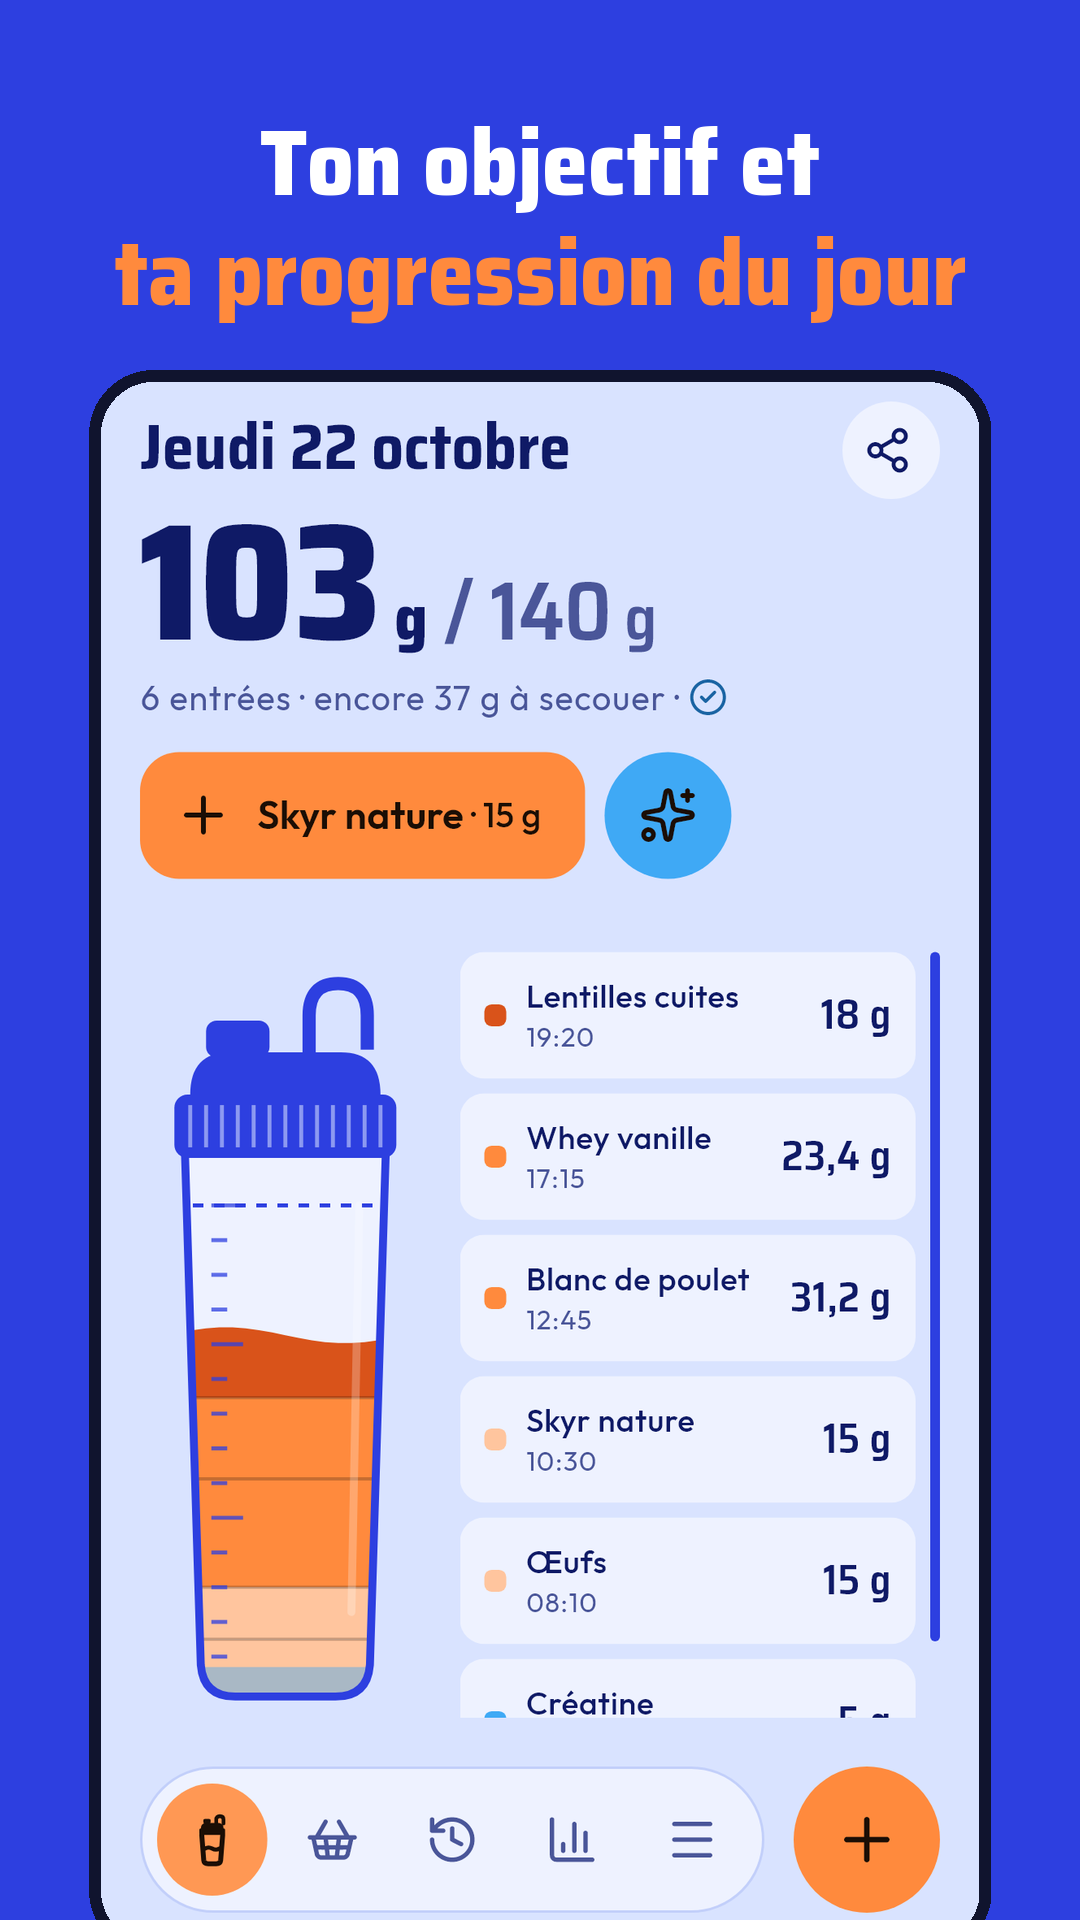 Ton objectif et
ta progression du jour
Jeudi 22 octobre
103 g / 140 g
6 entrées · encore 37 g à secouer ·
Skyr nature · 15 g
Lentilles cuites
19:20
18 g
Whey vanille
17:15
23,4 g
Blanc de poulet
12:45
31,2 g
Skyr nature
10:30
15 g
Œufs
08:10
15 g
Créatine
5 g